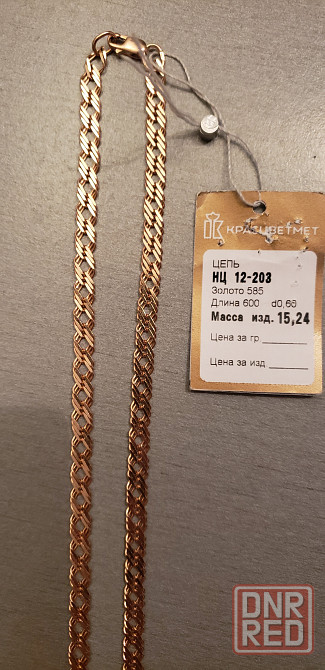 КРАСЦВЕТМЕТ
ЦЕПЬ
НЦ 12-203
Золото 585
Длина 600 d0,66
Масса изд. 15,24
Цена за гр
Цена за изд
DNR
RED